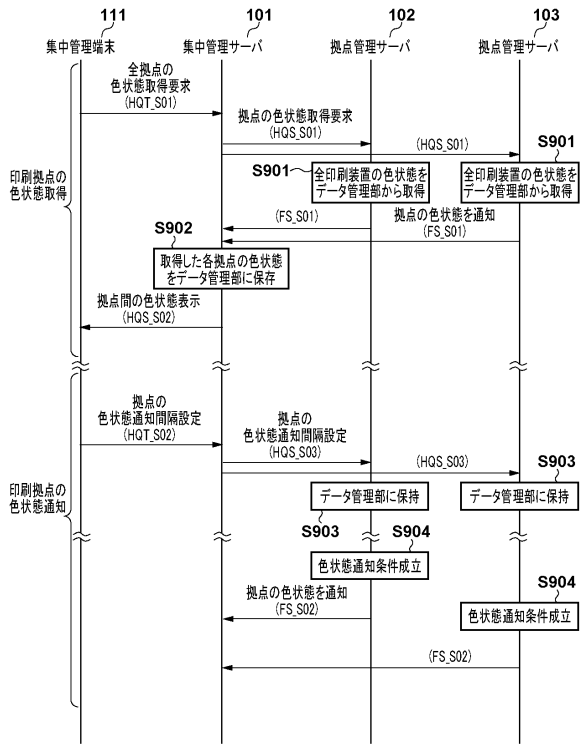 111
101
102
103
集中管理端末
集中管理サーバ
拠点管理サーバ
拠点管理サーバ
印刷拠点の
色状態取得
全拠点の
色状態取得要求
(HQT_S01)
拠点の色状態取得要求
(HQS_S01)
(HQS_S01)
S901
全印刷装置の色状態を
データ管理部から取得
S901
全印刷装置の色状態を
データ管理部から取得
(FS_S01)
拠点の色状態を通知
(FS_S01)
S902
取得した各拠点の色状態
をデータ管理部に保存
拠点間の色状態表示
(HQS_S02)
印刷拠点の
色状態通知
拠点の
色状態通知間隔設定
(HQT_S02)
拠点の
色状態通知間隔設定
(HQS_S03)
(HQS_S03)
データ管理部に保持
S903
S903
データ管理部に保持
S904
色状態通知条件成立
拠点の色状態を通知
(FS_S02)
S904
色状態通知条件成立
(FS_S02)